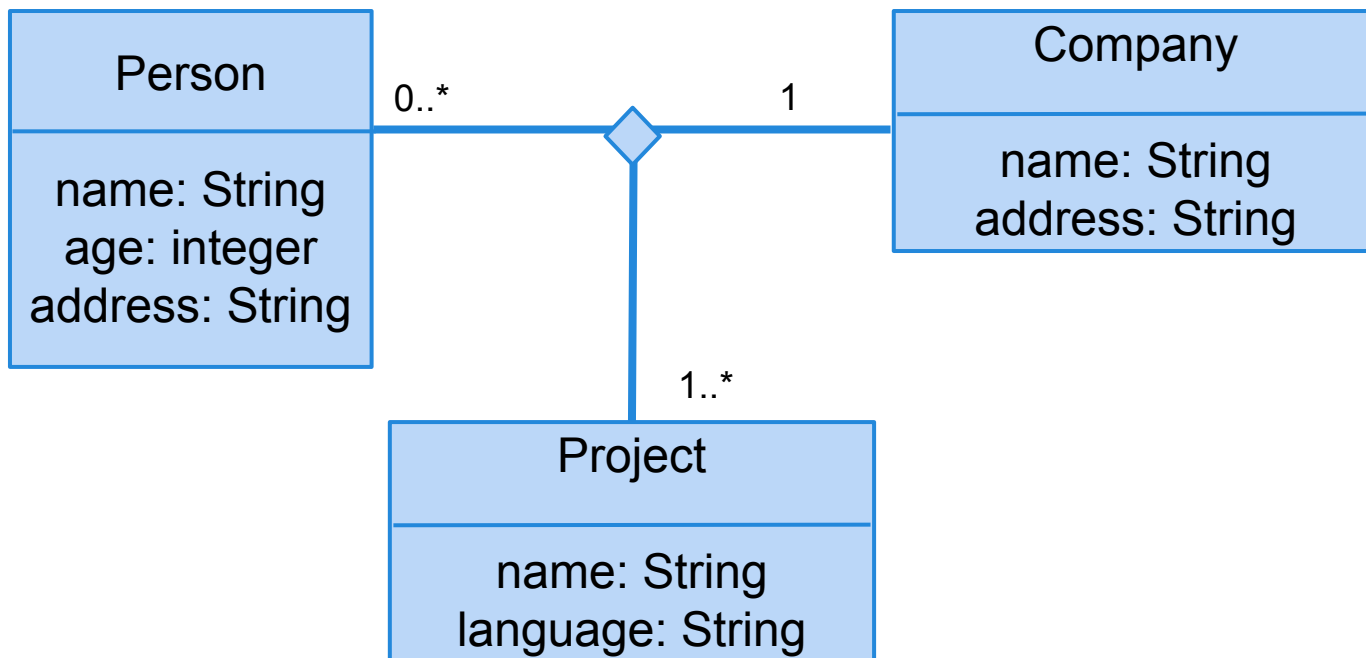 Person
name: String
age: integer
address: String
0..*
1
Company
name: String
address: String
1..*
Project
name: String
language: String